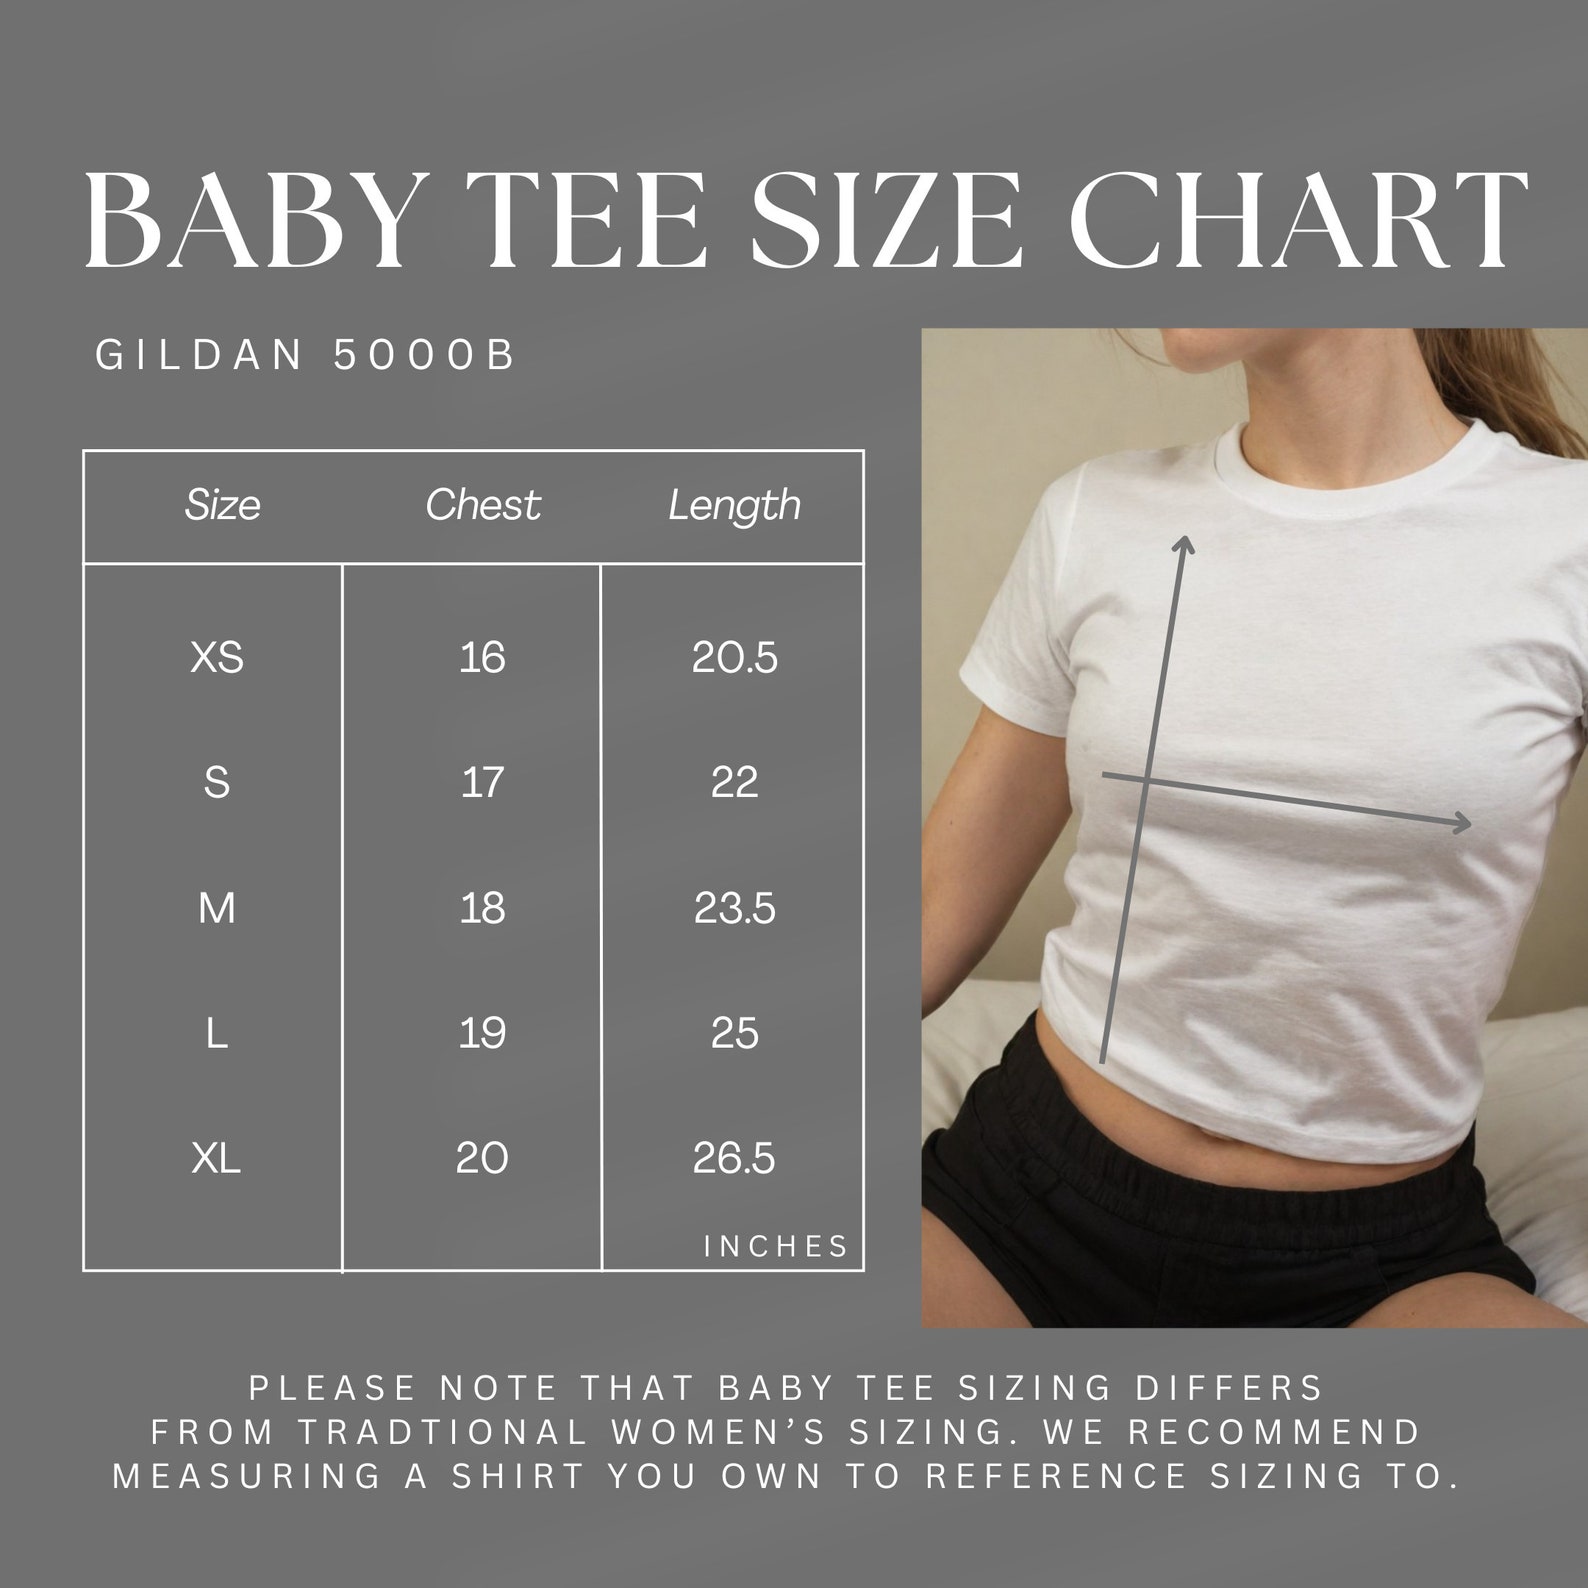 BABY TEE SIZE CHART
GILDAN 5000B
Size Chest Length
XS 16 20.5
S 17 22
M 18 23.5
L 19 25
XL 20 26.5
INCHES
PLEASE NOTE THAT BABY TEE SIZING DIFFERS
FROM TRADTIONAL WOMEN’S SIZING. WE RECOMMEND
MEASURING A SHIRT YOU OWN TO REFERENCE SIZING TO.